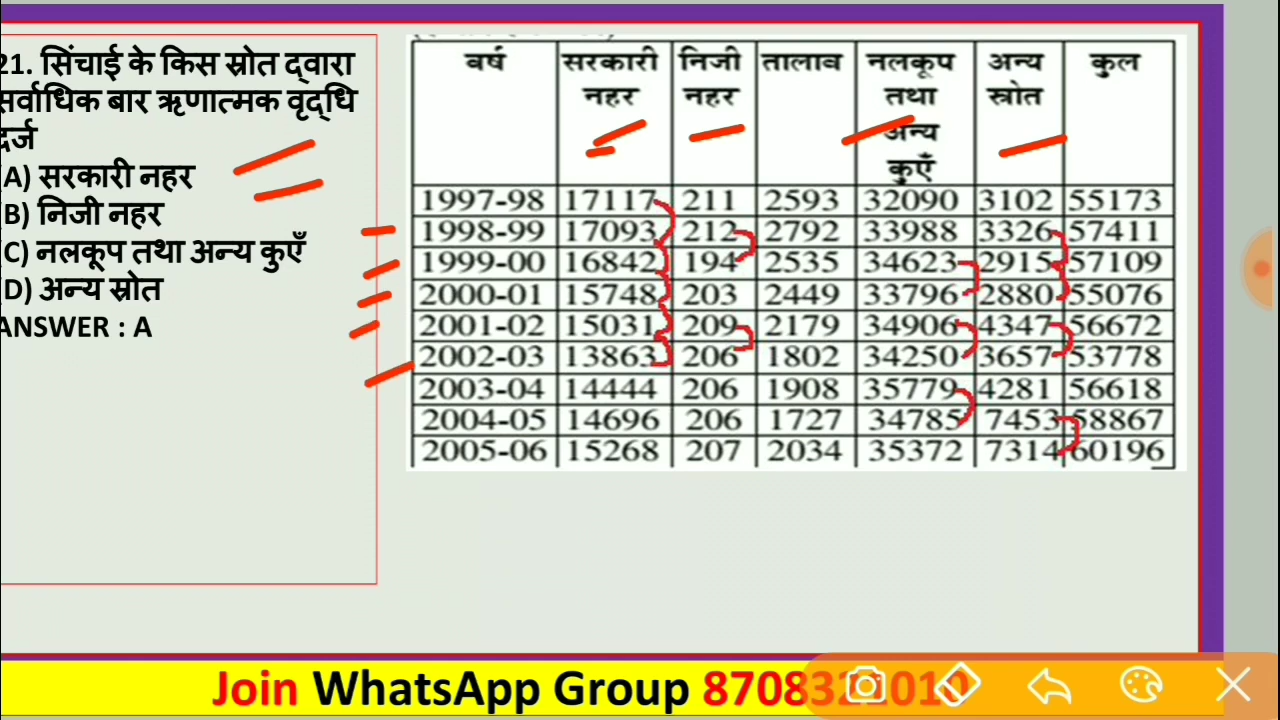 21. सिंचाई के किस स्रोत द्वारा
सर्वाधिक बार ऋणात्मक वृद्धि
दर्ज
(A) सरकारी नहर
(B) निजी नहर
(C) नलकूप तथा अन्य कुएँ
(D) अन्य स्रोत
ANSWER : A
वर्ष सरकारी नहर निजी नहर तालाब नलकूप तथा अन्य कुएँ अन्य स्रोत कुल
1997-98 17117 211 2593 32090 3102 55173
1998-99 17093 212 2792 33988 3326 57411
1999-00 16842 194 2535 34623 2915 57109
2000-01 15748 203 2449 33796 2880 55076
2001-02 15031 209 2179 34906 4347 56672
2002-03 13863 206 1802 34250 3657 53778
2003-04 14444 206 1908 35779 4281 56618
2004-05 14696 206 1727 34785 7453 58867
2005-06 15268 207 2034 35372 7314 60196
Join WhatsApp Group